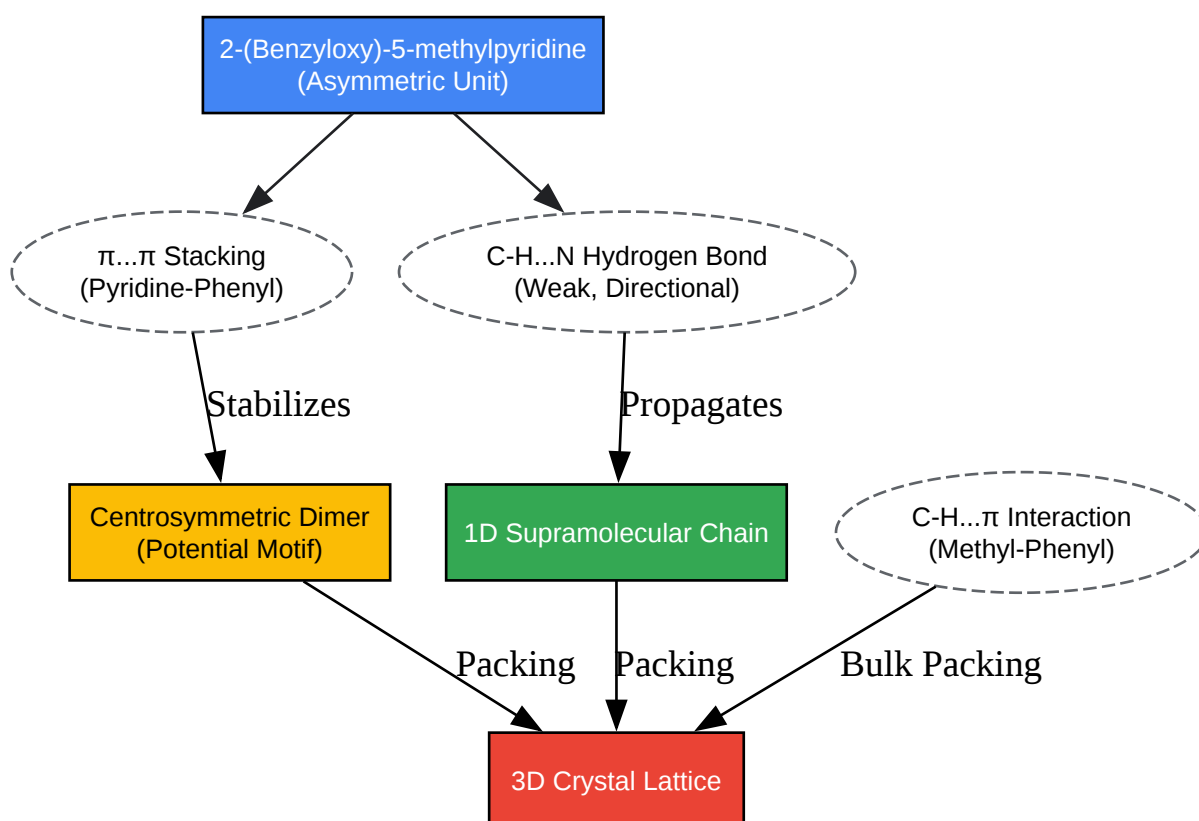 2-(Benzyloxy)-5-methylpyridine
(Asymmetric Unit)
π...π Stacking
(Pyridine-Phenyl)
C-H...N Hydrogen Bond
(Weak, Directional)
Stabilizes
Propagates
Centrosymmetric Dimer
(Potential Motif)
1D Supramolecular Chain
C-H...π Interaction
(Methyl-Phenyl)
Packing
Packing
Bulk Packing
3D Crystal Lattice